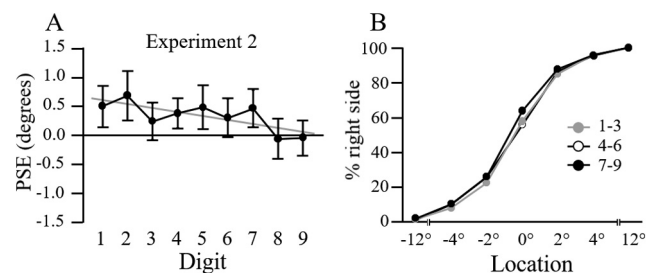 A
Experiment 2
1.5
1.0
0.5
0.0
-0.5
-1.0
-1.5
PSE (degrees)
1 2 3 4 5 6 7 8 9
Digit
B
100
80
60
40
20
0
% right side
1-3
4-6
7-9
-12° -4° -2° 0° 2° 4° 12°
Location